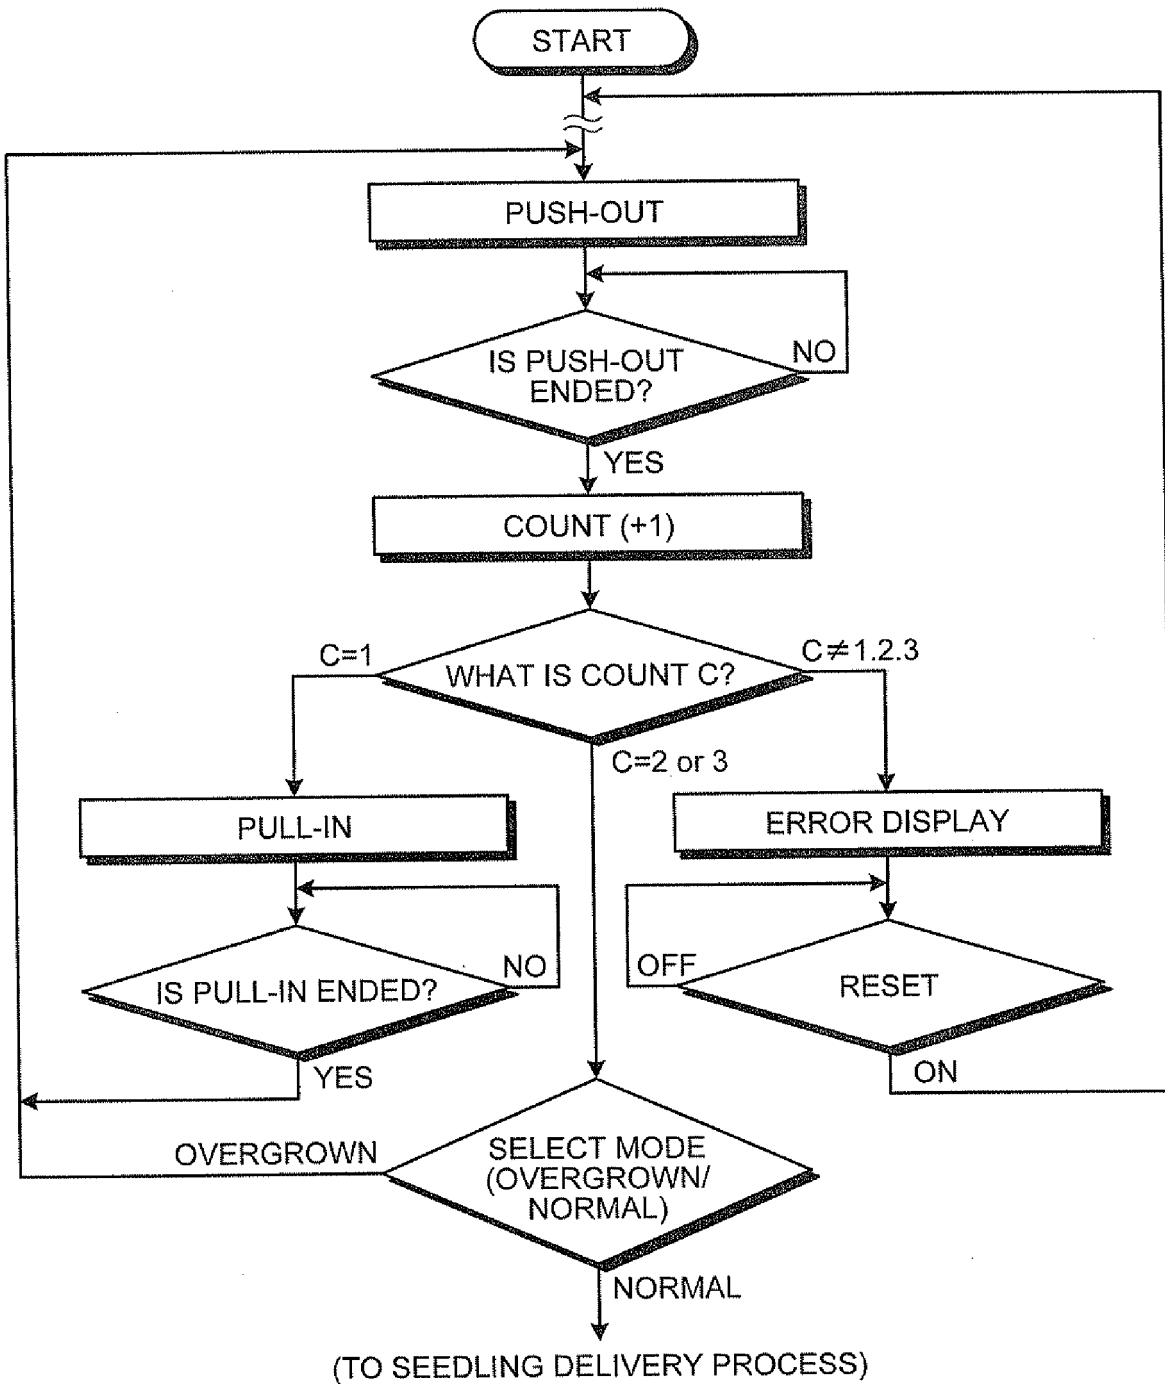 START
PUSH-OUT
IS PUSH-OUT
ENDED?
NO
YES
COUNT (+1)
WHAT IS COUNT C?
C=1
C≠1.2.3
C=2 or 3
PULL-IN
ERROR DISPLAY
IS PULL-IN ENDED?
NO
OFF
RESET
YES
ON
OVERGROWN
SELECT MODE
(OVERGROWN/
NORMAL)
NORMAL
(TO SEEDLING DELIVERY PROCESS)